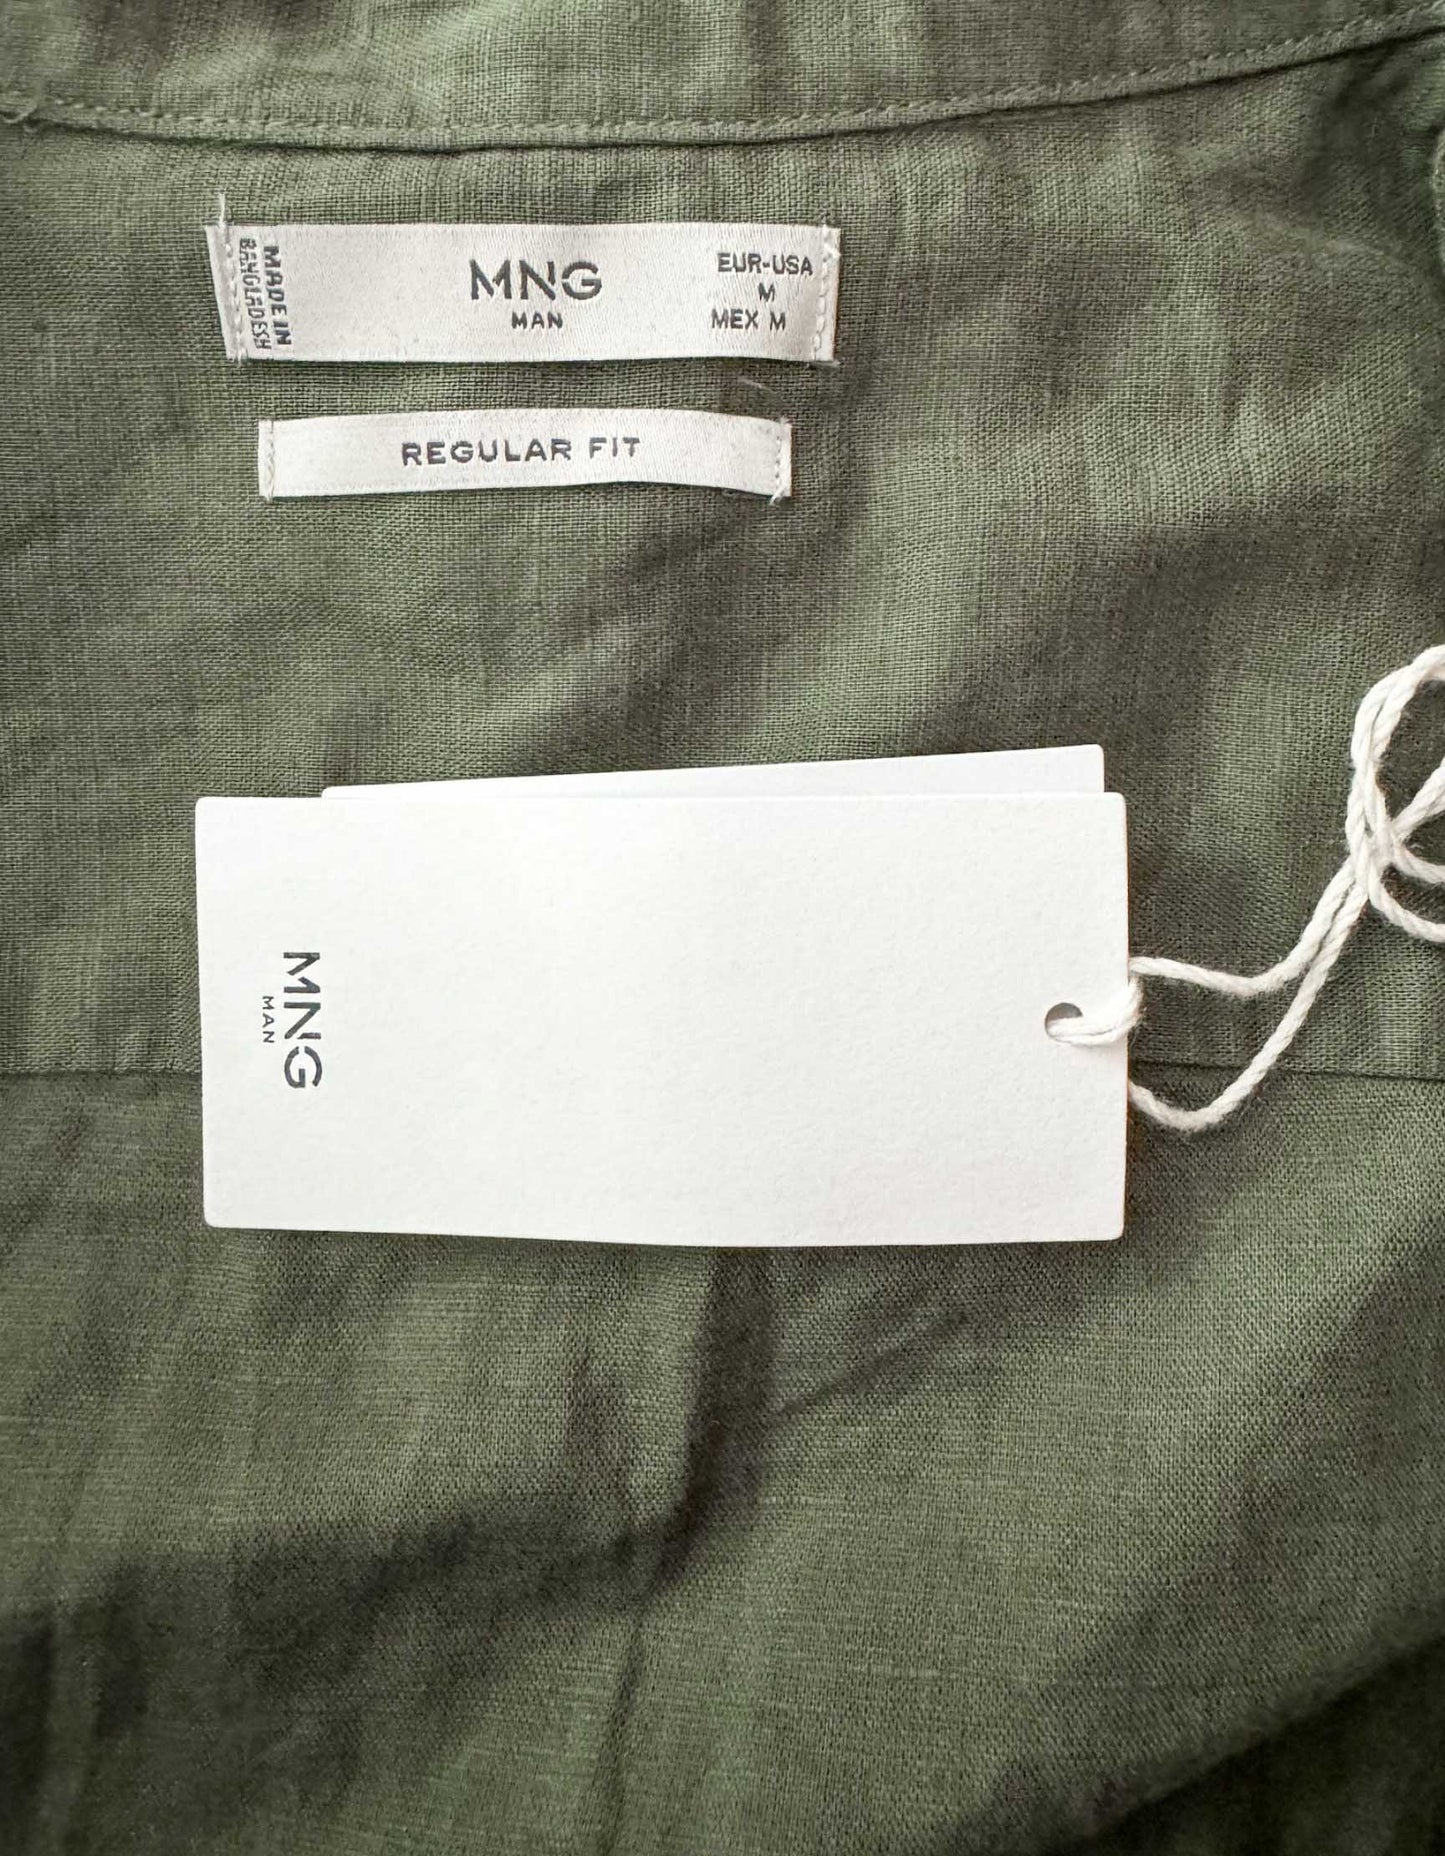 MADE IN
BANGLADESH
MNG
MAN
EUR-USA
M
MEX M
REGULAR FIT
MNG
MAN